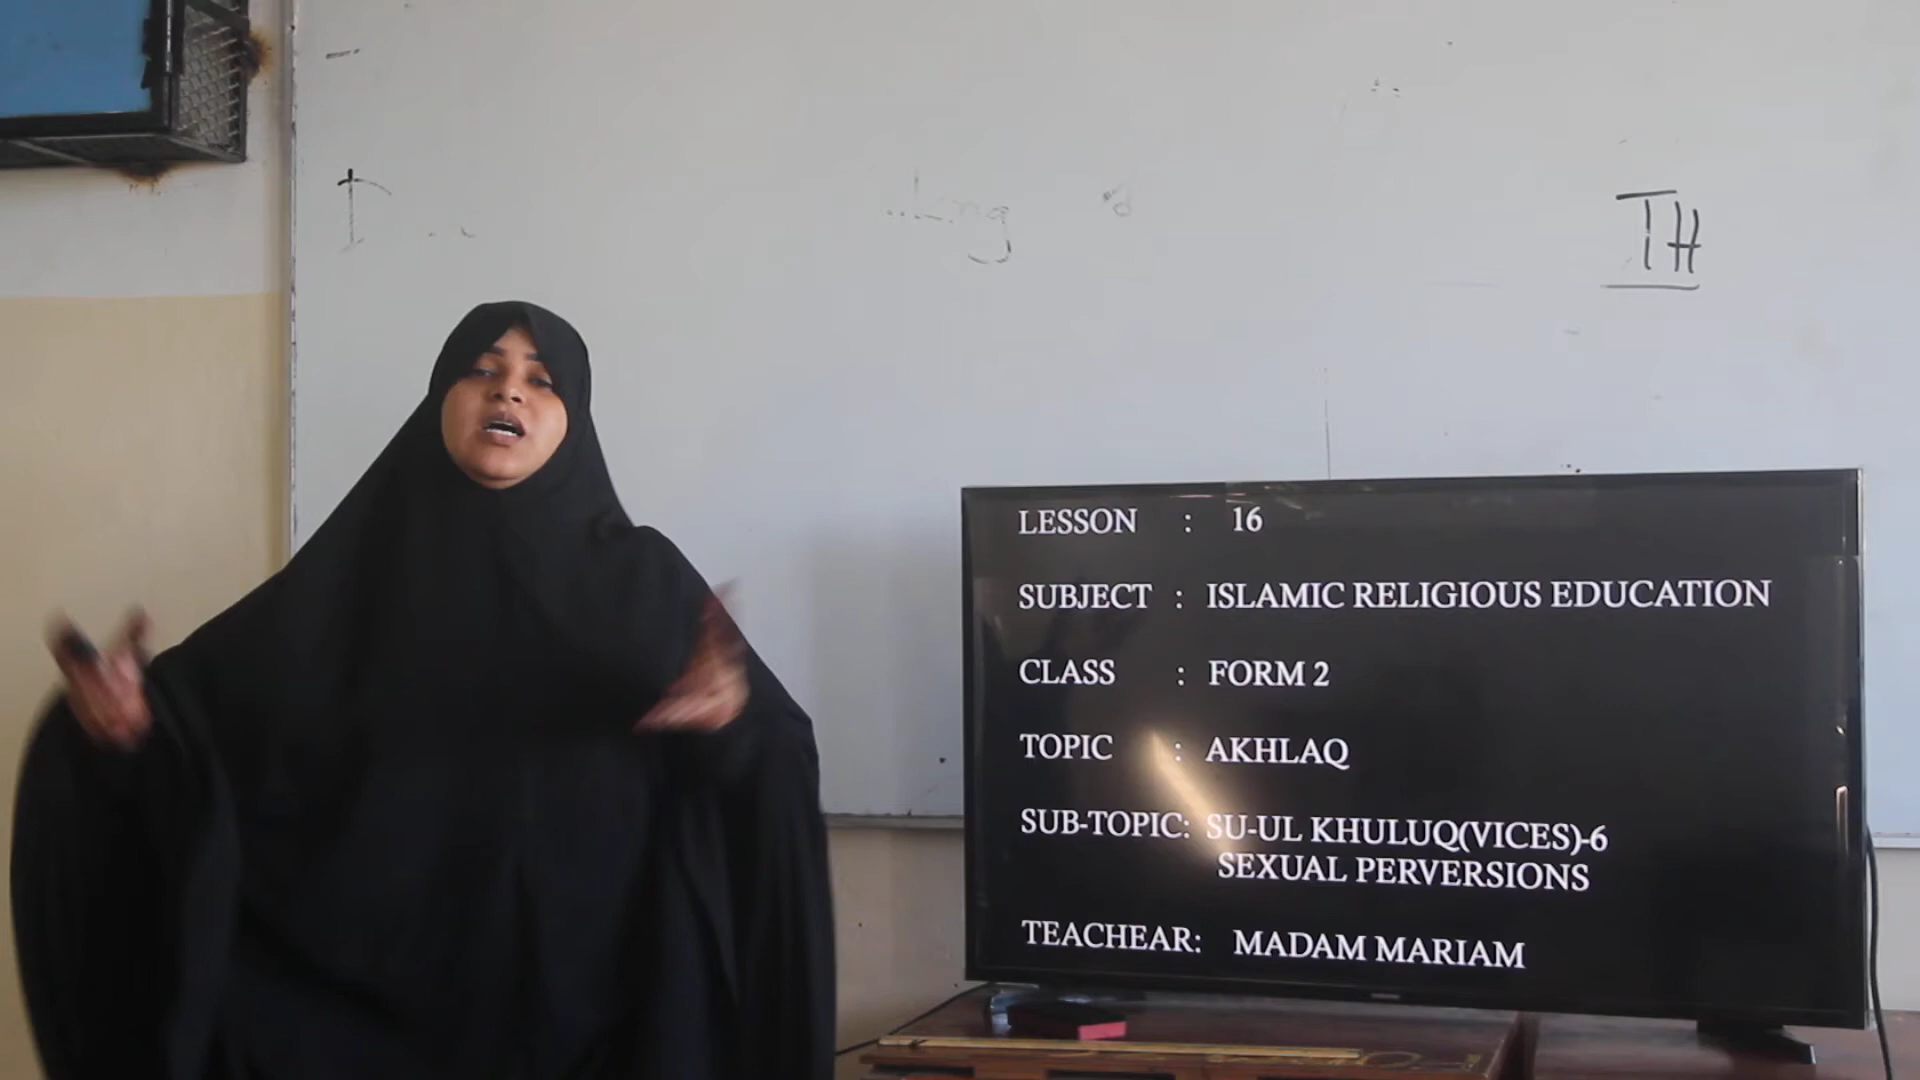 TH
LESSON : 16
SUBJECT : ISLAMIC RELIGIOUS EDUCATION
CLASS : FORM 2
TOPIC : AKHLAQ
SUB-TOPIC: SU-UL KHULUQ(VICES)-6
SEXUAL PERVERSIONS
TEACHEAR: MADAM MARIAM